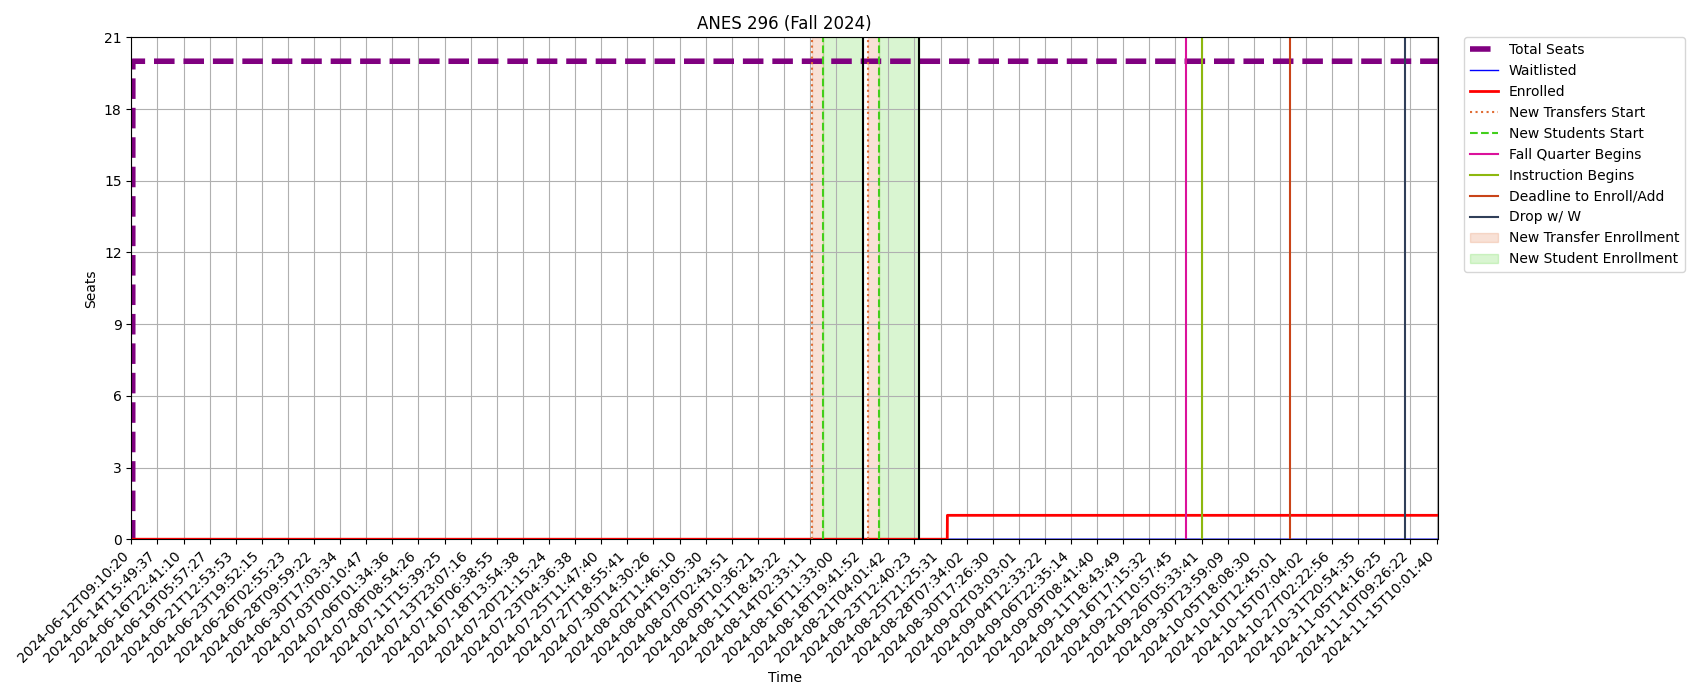 ANES 296 (Fall 2024)
21
18
15
12
9
6
3
0
Seats
2024-06-12T09:10:20
2024-06-14T15:49:37
2024-06-16T22:41:10
2024-06-19T05:57:27
2024-06-21T12:53:53
2024-06-23T19:52:15
2024-06-26T02:55:23
2024-06-28T09:59:22
2024-06-30T17:03:34
2024-07-03T00:10:47
2024-07-06T01:34:36
2024-07-08T08:54:26
2024-07-11T15:39:25
2024-07-13T23:07:16
2024-07-16T06:38:55
2024-07-18T13:54:38
2024-07-20T21:15:24
2024-07-23T04:36:38
2024-07-25T11:47:40
2024-07-27T18:55:41
2024-07-30T14:30:26
2024-08-02T11:46:10
2024-08-04T19:05:30
2024-08-07T02:43:51
2024-08-09T10:36:21
2024-08-11T18:43:22
2024-08-14T02:33:11
2024-08-16T11:33:00
2024-08-18T19:41:52
2024-08-21T04:01:42
2024-08-23T12:40:23
2024-08-25T21:25:31
2024-08-28T07:34:02
2024-08-30T17:26:30
2024-09-02T03:03:01
2024-09-04T12:33:22
2024-09-06T22:35:14
2024-09-09T08:41:40
2024-09-11T18:43:49
2024-09-16T17:15:32
2024-09-21T10:57:45
2024-09-26T05:33:41
2024-09-30T23:59:09
2024-10-05T18:08:30
2024-10-10T12:45:01
2024-10-15T07:04:02
2024-10-27T02:22:56
2024-10-31T20:54:35
2024-11-05T14:16:25
2024-11-10T09:26:22
2024-11-15T10:01:40
Time
Total Seats
Waitlisted
Enrolled
New Transfers Start
New Students Start
Fall Quarter Begins
Instruction Begins
Deadline to Enroll/Add
Drop w/ W
New Transfer Enrollment
New Student Enrollment